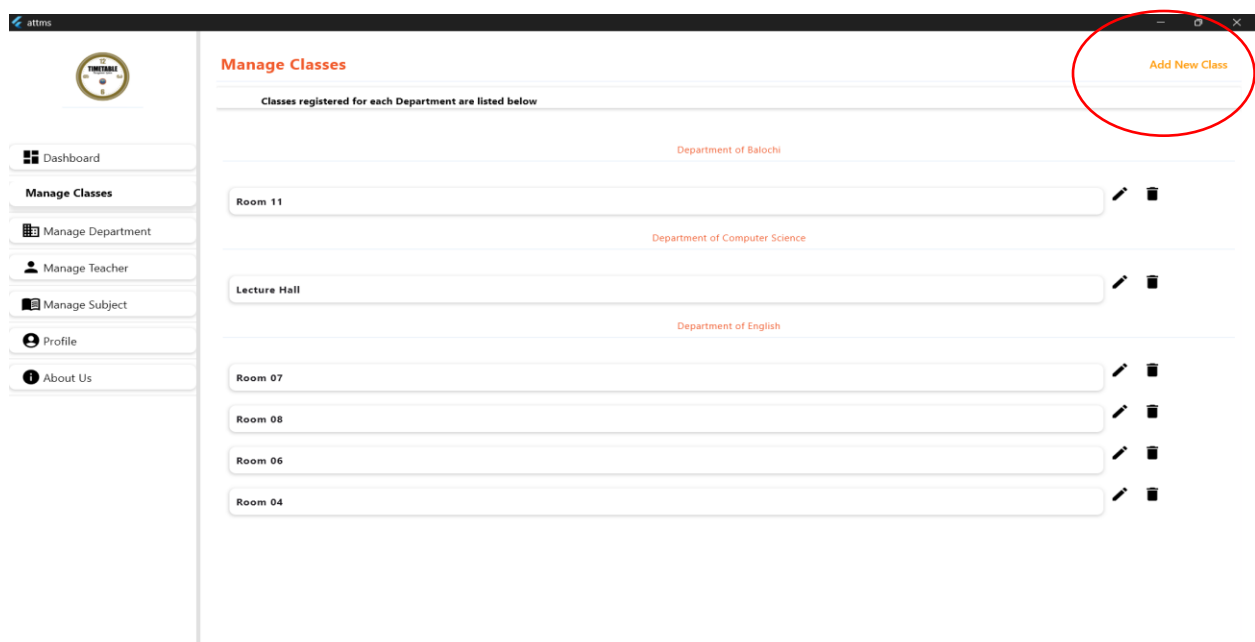 attms
12
TIMETABLE
6
Dashboard
Manage Classes
Manage Department
Manage Teacher
Manage Subject
Profile
About Us
Manage Classes
Add New Class
Classes registered for each Department are listed below
Department of Balochi
Room 11
Department of Computer Science
Lecture Hall
Department of English
Room 07
Room 08
Room 06
Room 04